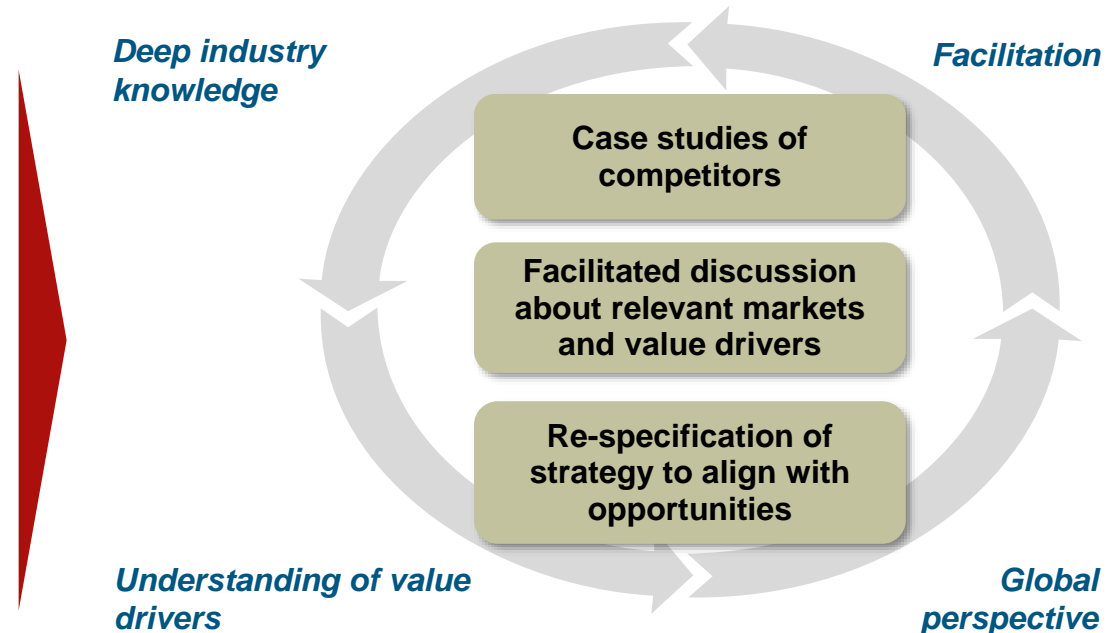 Deep industry
knowledge
Facilitation
Case studies of
competitors
Facilitated discussion
about relevant markets
and value drivers
Re-specification of
strategy to align with
opportunities
Understanding of value
drivers
Global
perspective